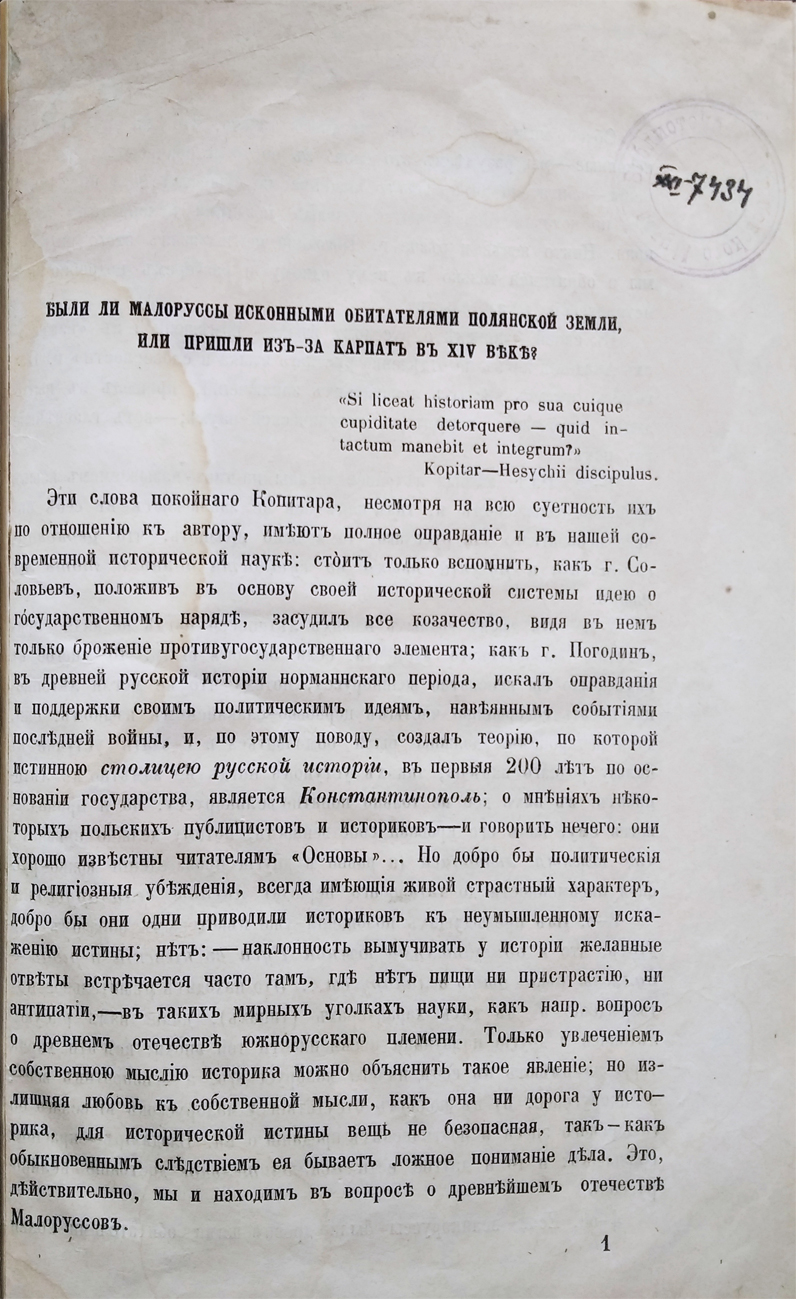 7434
БЫЛИ ЛИ МАЛОРУССЫ ИСКОННЫМИ ОБИТАТЕЛЯМИ ПОЛЯНСКОЙ ЗЕМЛИ,
ИЛИ ПРИШЛИ ИЗЪ-ЗА КАРПАТЪ ВЪ XIV ВѢКѢ?
«Si liceat historiam pro sua cuique
cupiditate detorquere — quid in-
tactum manebit et integrum?»
Kopitar—Hesychii discipulus.
Эти слова покойнаго Копитара, несмотря на всю суетность ихъ
по отношенію къ автору, имѣютъ полное оправданіе и въ нашей со-
временной исторической наукѣ: сто́итъ только вспомнить, какъ г. Со-
ловьевъ, положивъ въ основу своей исторической системы идею о
государственномъ нарядѣ, засудилъ все козачество, видя въ немъ
только броженіе противугосударственнаго элемента; какъ г. Погодинъ,
въ древней русской исторіи норманнскаго періода, искалъ оправданія
и поддержки своимъ политическимъ идеямъ, навѣяннымъ событіями
послѣдней войны, и, по этому поводу, создалъ теорію, по которой
истинною столицею русской исторіи, въ первыя 200 лѣтъ по ос-
нованіи государства, является Константинополь; о мнѣніяхъ нѣко-
торыхъ польскихъ публицистовъ и историковъ—и говорить нечего: они
хорошо извѣстны читателямъ «Основы»... Но добро бы политическія
и религіозныя убѣжденія, всегда имѣющія живой страстный характеръ,
добро бы они одни приводили историковъ къ неумышленному иска-
женію истины; нѣтъ: — наклонность вымучивать у исторіи желанные
отвѣты встрѣчается часто тамъ, гдѣ нѣтъ пищи ни пристрастію, ни
антипатіи,—въ такихъ мирныхъ уголкахъ науки, какъ напр. вопросъ
о древнемъ отечествѣ южнорусскаго племени. Только увлеченіемъ
собственною мыслію историка можно объяснить такое явленіе; но из-
лишняя любовь къ собственной мысли, какъ она ни дорога у исто—
рика, для исторической истины вещь не безопасная, такъ—какъ
обыкновеннымъ слѣдствіемъ ея бываетъ ложное пониманіе дѣла. Это,
дѣйствительно, мы и находимъ въ вопросѣ о древнѣйшемъ отечествѣ
Малоруссовъ.
1